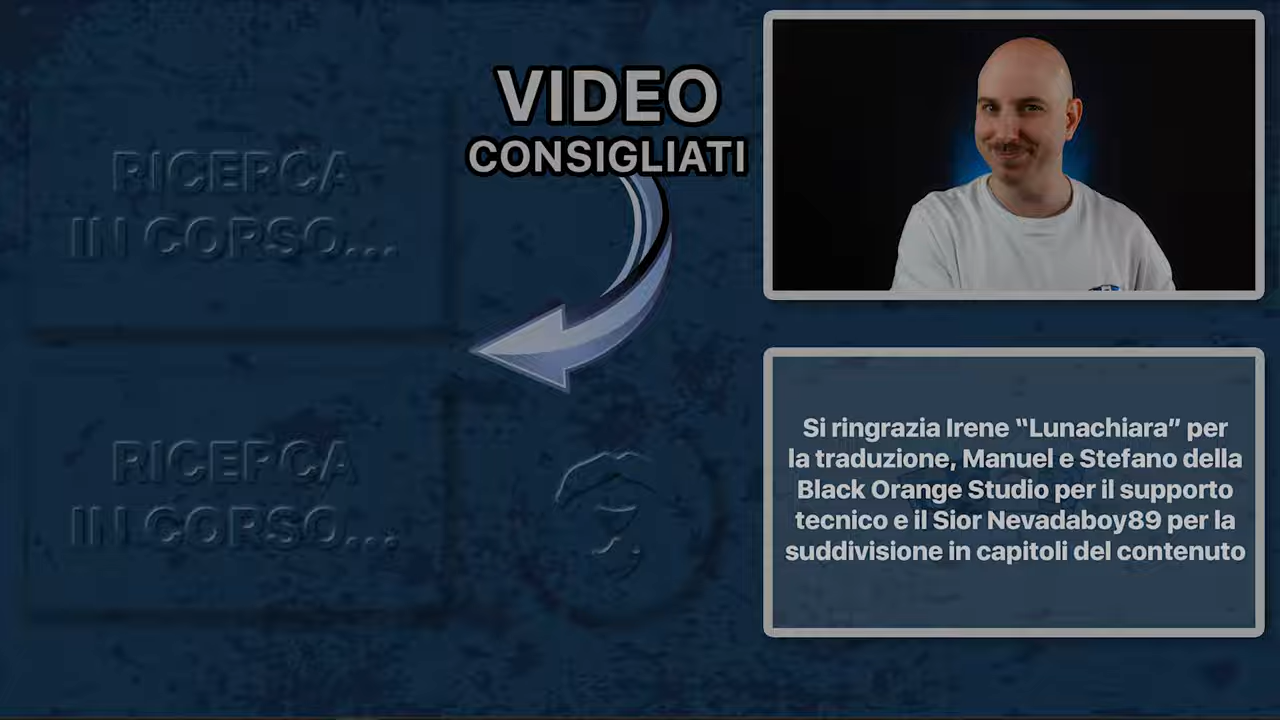 VIDEO
CONSIGLIATI
RICERCA
IN CORSO...
RICERCA
IN CORSO...
Si ringrazia Irene “Lunachiara” per
la traduzione, Manuel e Stefano della
Black Orange Studio per il supporto
tecnico e il Sior Nevadaboy89 per la
suddivisione in capitoli del contenuto